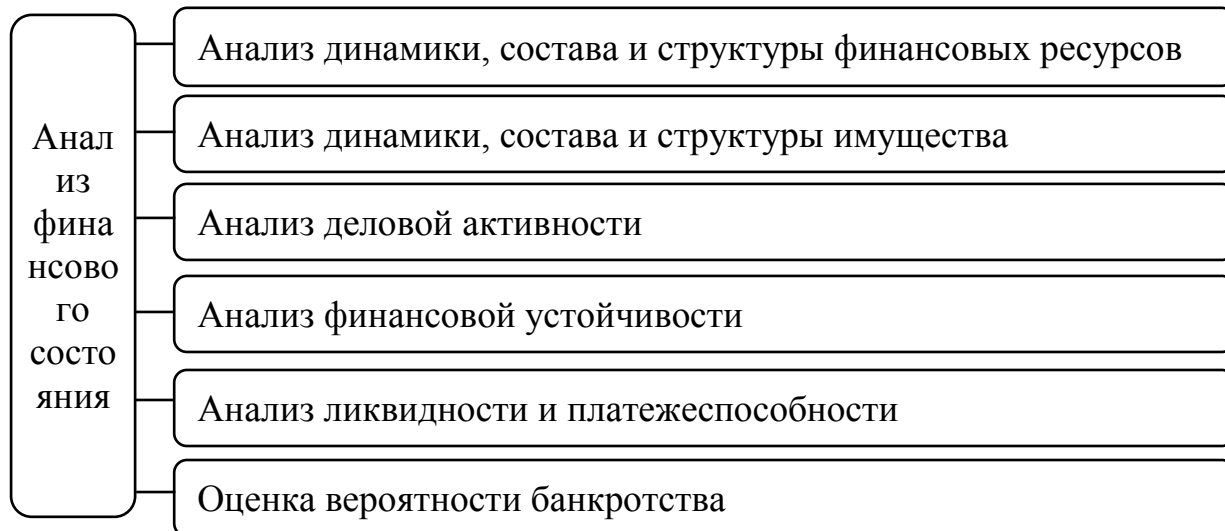 Анал
из
фина
нсово
го
состо
яния
Анализ динамики, состава и структуры финансовых ресурсов
Анализ динамики, состава и структуры имущества
Анализ деловой активности
Анализ финансовой устойчивости
Анализ ликвидности и платежеспособности
Оценка вероятности банкротства